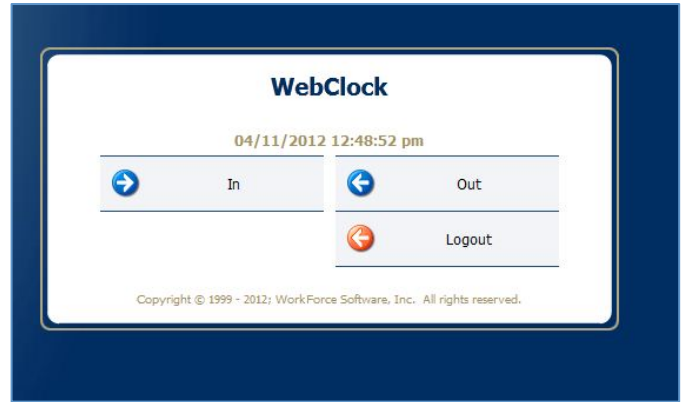 WebClock
04/11/2012 12:48:52 pm
In
Out
Logout
Copyright © 1999 - 2012; WorkForce Software, Inc. All rights reserved.